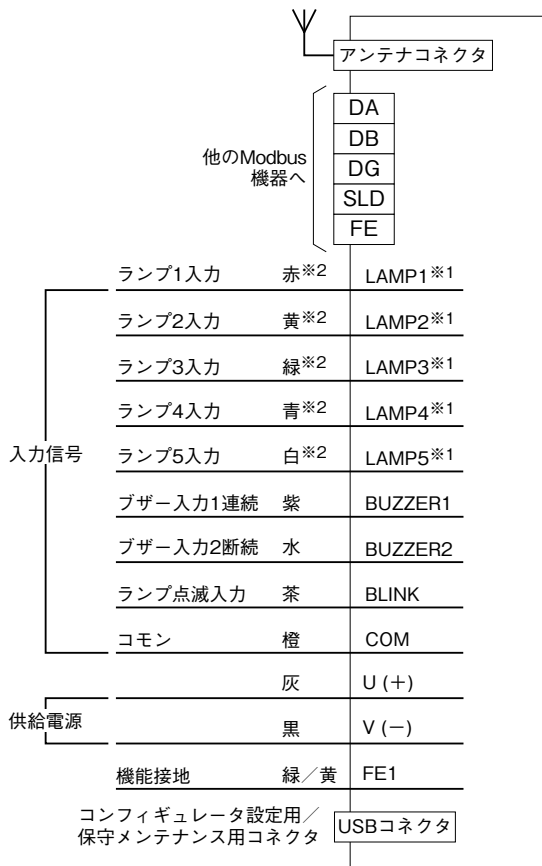 アンテナコネクタ
他のModbus
機器へ
DA
DB
DG
SLD
FE
ランプ1入力 赤※2 LAMP1※1
ランプ2入力 黄※2 LAMP2※1
ランプ3入力 緑※2 LAMP3※1
ランプ4入力 青※2 LAMP4※1
入力信号 ランプ5入力 白※2 LAMP5※1
ブザー入力1連続 紫 BUZZER1
ブザー入力2断続 水 BUZZER2
ランプ点滅入力 茶 BLINK
コモン 橙 COM
灰 U (+)
供給電源
黒 V (−)
機能接地 緑/黄 FE1
コンフィギュレータ設定用/
保守メンテナンス用コネクタ
USBコネクタ